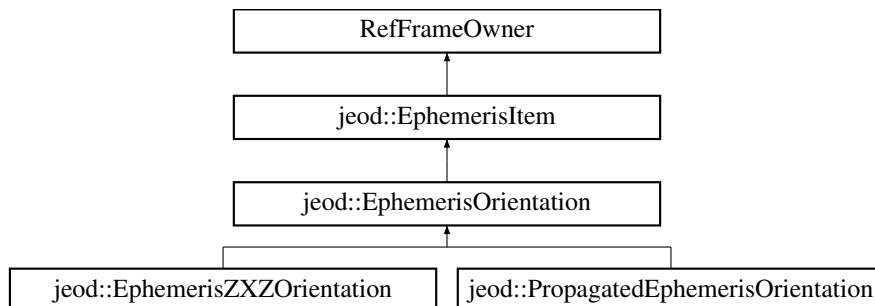 RefFrameOwner
jeod::EphemerisItem
jeod::EphemerisOrientation
jeod::EphemerisZXZOrientation
jeod::PropagatedEphemerisOrientation